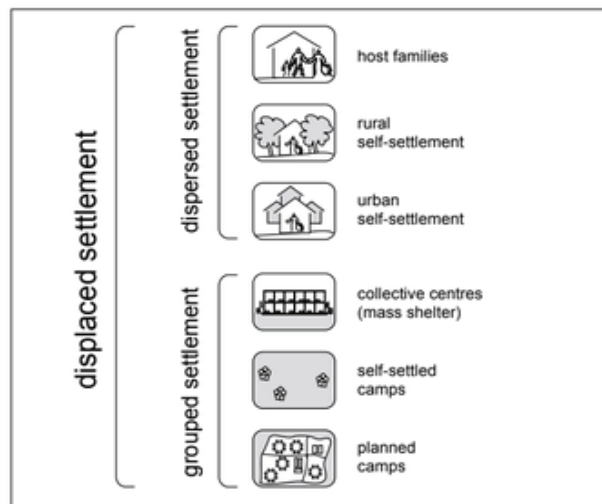 displaced settlement
dispersed settlement
host families
rural
self-settlement
urban
self-settlement
grouped settlement
collective centres
(mass shelter)
self-settled
camps
planned
camps